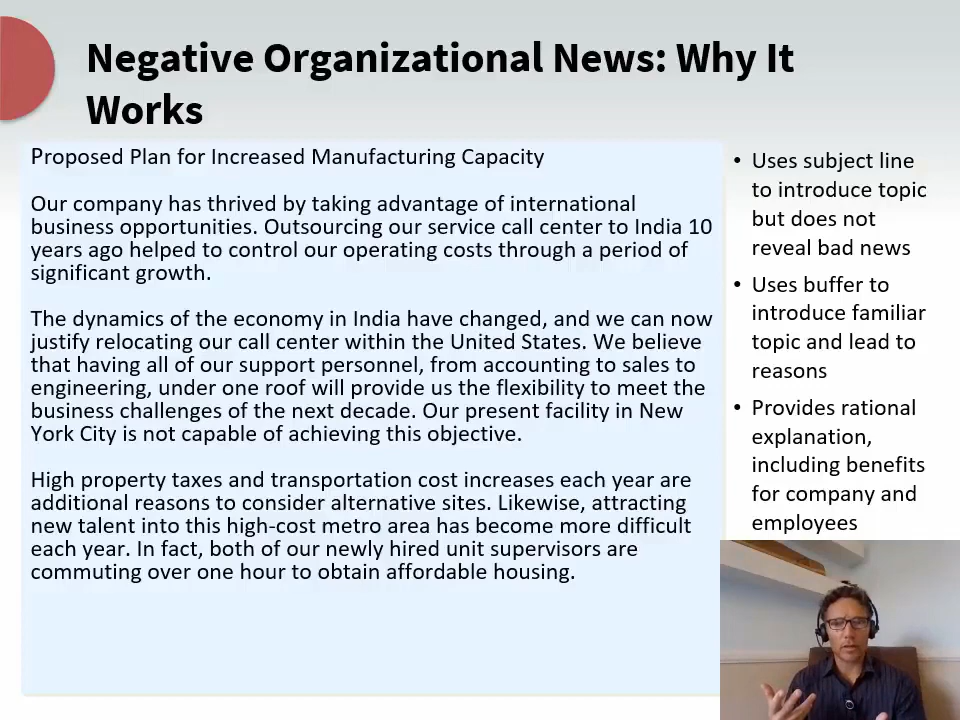 Negative Organizational News: Why It
Works
Proposed Plan for Increased Manufacturing Capacity
Our company has thrived by taking advantage of international
business opportunities. Outsourcing our service call center to India 10
years ago helped to control our operating costs through a period of
significant growth.
The dynamics of the economy in India have changed, and we can now
justify relocating our call center within the United States. We believe
that having all of our support personnel, from accounting to sales to
engineering, under one roof will provide us the flexibility to meet the
business challenges of the next decade. Our present facility in New
York City is not capable of achieving this objective.
High property taxes and transportation cost increases each year are
additional reasons to consider alternative sites. Likewise, attracting
new talent into this high-cost metro area has become more difficult
each year. In fact, both of our newly hired unit supervisors are
commuting over one hour to obtain affordable housing.
• Uses subject line
to introduce topic
but does not
reveal bad news
• Uses buffer to
introduce familiar
topic and lead to
reasons
• Provides rational
explanation,
including benefits
for company and
employees